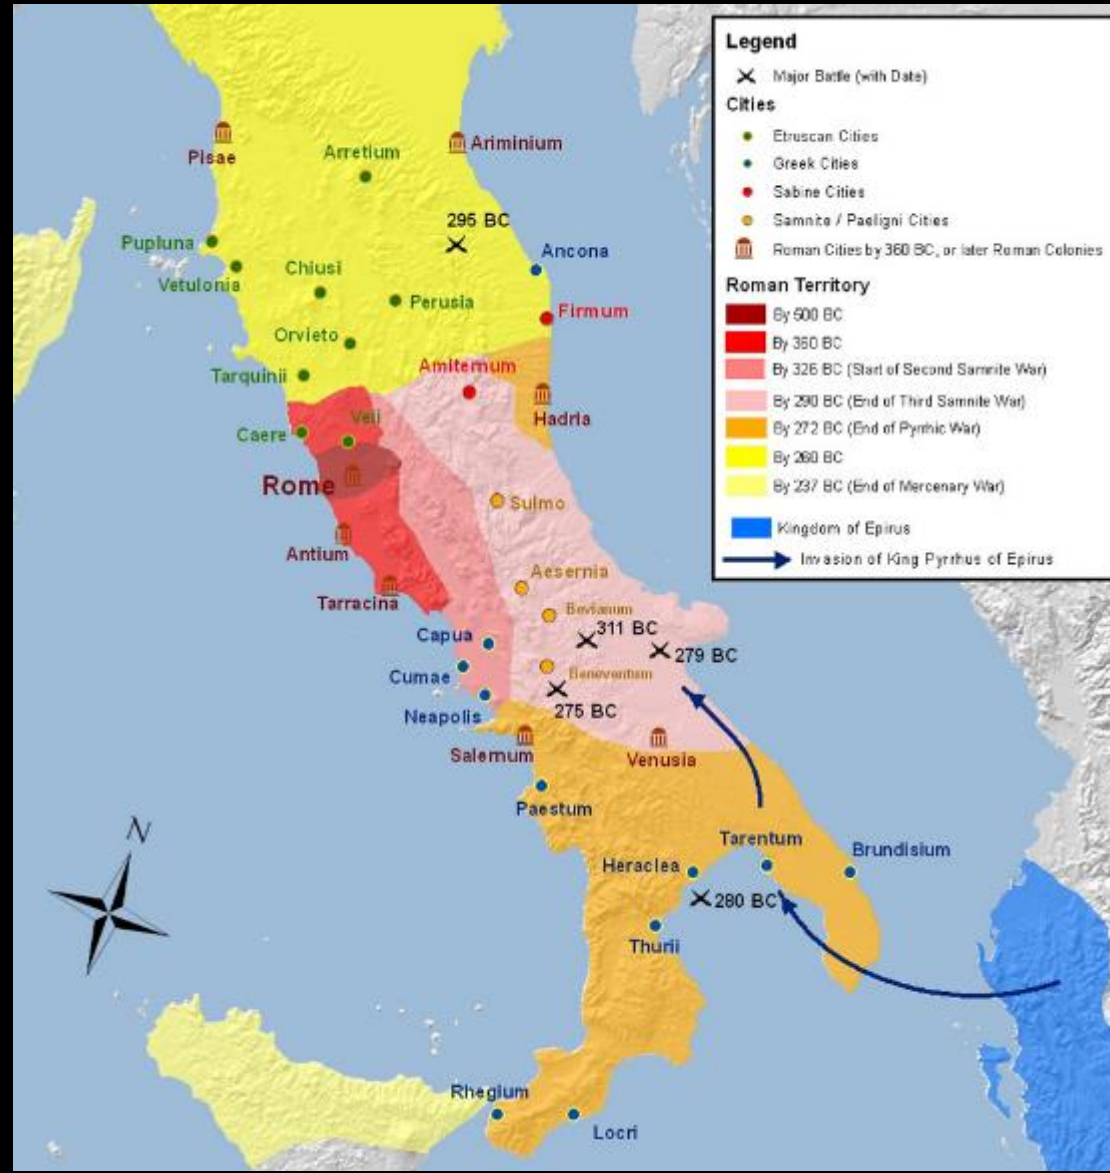 Legend
Major Battle (with Date)
Cities
Etruscan Cities
Greek Cities
Sabine Cities
Samnite / Paeligni Cities
Roman Cities by 360 BC, or later Roman Colonies
Roman Territory
By 500 BC
By 350 BC
By 326 BC (Start of Second Samnite War)
By 290 BC (End of Third Samnite War)
By 272 BC (End of Pyrrhic War)
By 260 BC
By 237 BC (End of Mercenary War)
Kingdom of Epirus
Invasion of King Pyrrhus of Epirus
Pisae
Arretium
Ariminium
295 BC
Pupluna
Ancona
Vetulonia
Chiusi
Perusia
Firmum
Orvieto
Tarquinii
Amiternum
Hadria
Caere
Veii
Rome
Sulmo
Antium
Aesernia
Tarracina
Bovianum
311 BC
Capua
279 BC
Cumae
Beneventum
Neapolis
275 BC
Salernum
Venusia
Paestum
N
Tarentum
Heraclea
Brundisium
280 BC
Thurii
Rhegium
Locri